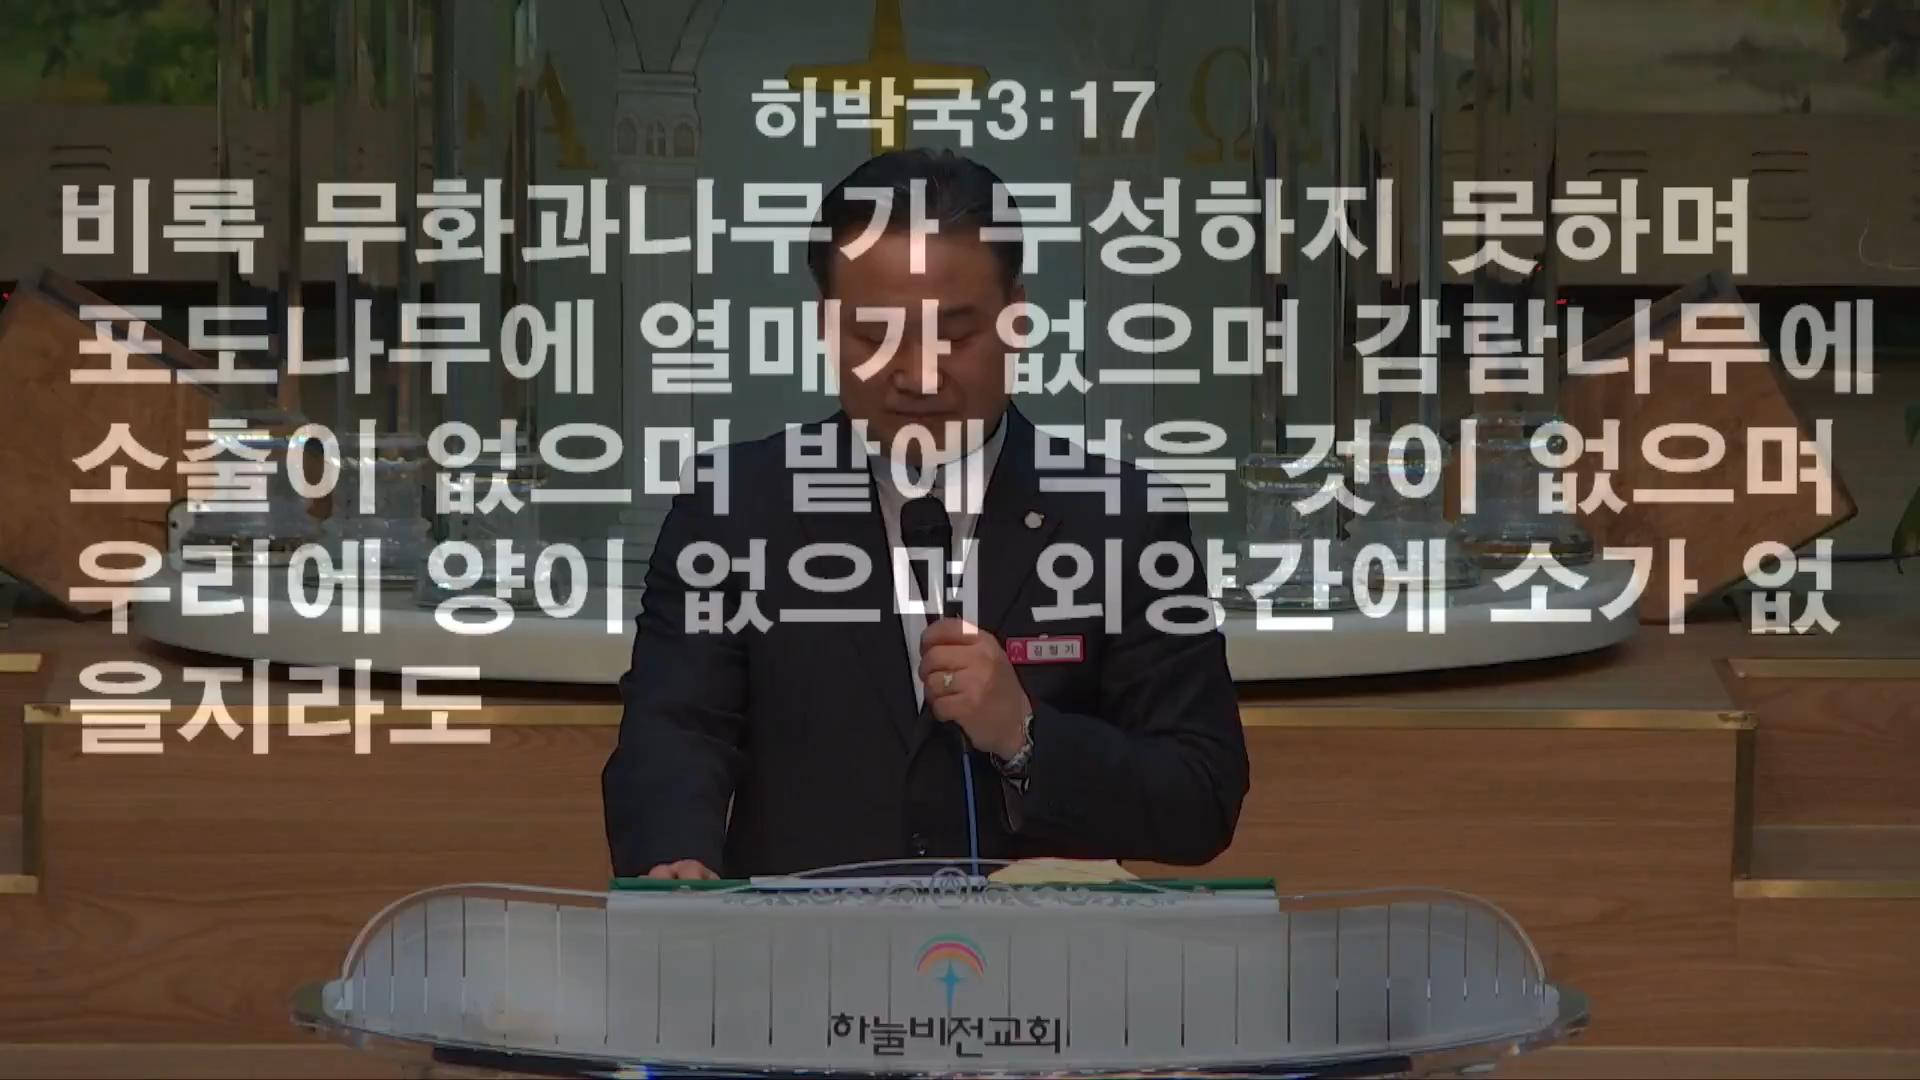 하박국3:17
비록 무화과나무가 무성하지 못하며
포도나무에 열매가 없으며 감람나무에
소출이 없으며 밭에 먹을 것이 없으며
우리에 양이 없으며 외양간에 소가 없
을지라도
Α Ω
하늘비전교회